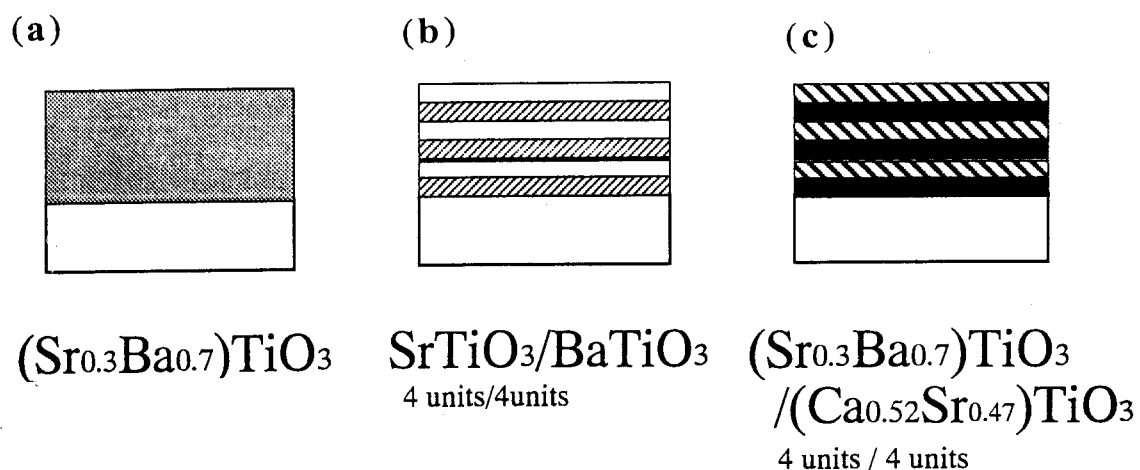 (a)
(b)
(c)
(Sr0.3Ba0.7)TiO3
SrTiO3/BaTiO3
4 units/4units
(Sr0.3Ba0.7)TiO3
/(Ca0.52Sr0.47)TiO3
4 units / 4 units